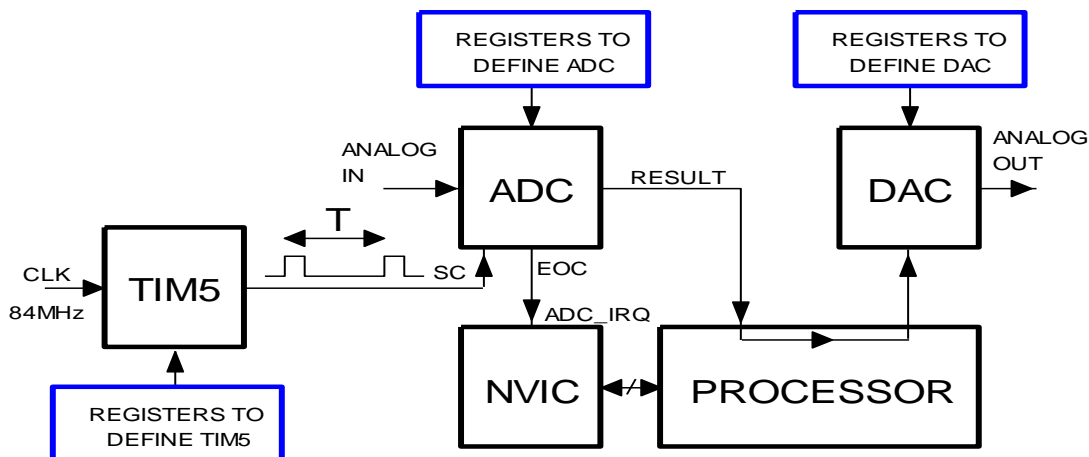 REGISTERS TO
DEFINE ADC
REGISTERS TO
DEFINE DAC
ANALOG
IN
ADC
RESULT
DAC
ANALOG
OUT
T
CLK
84MHz
TIM5
SC
EOC
ADC_IRQ
NVIC
PROCESSOR
REGISTERS TO
DEFINE TIM5